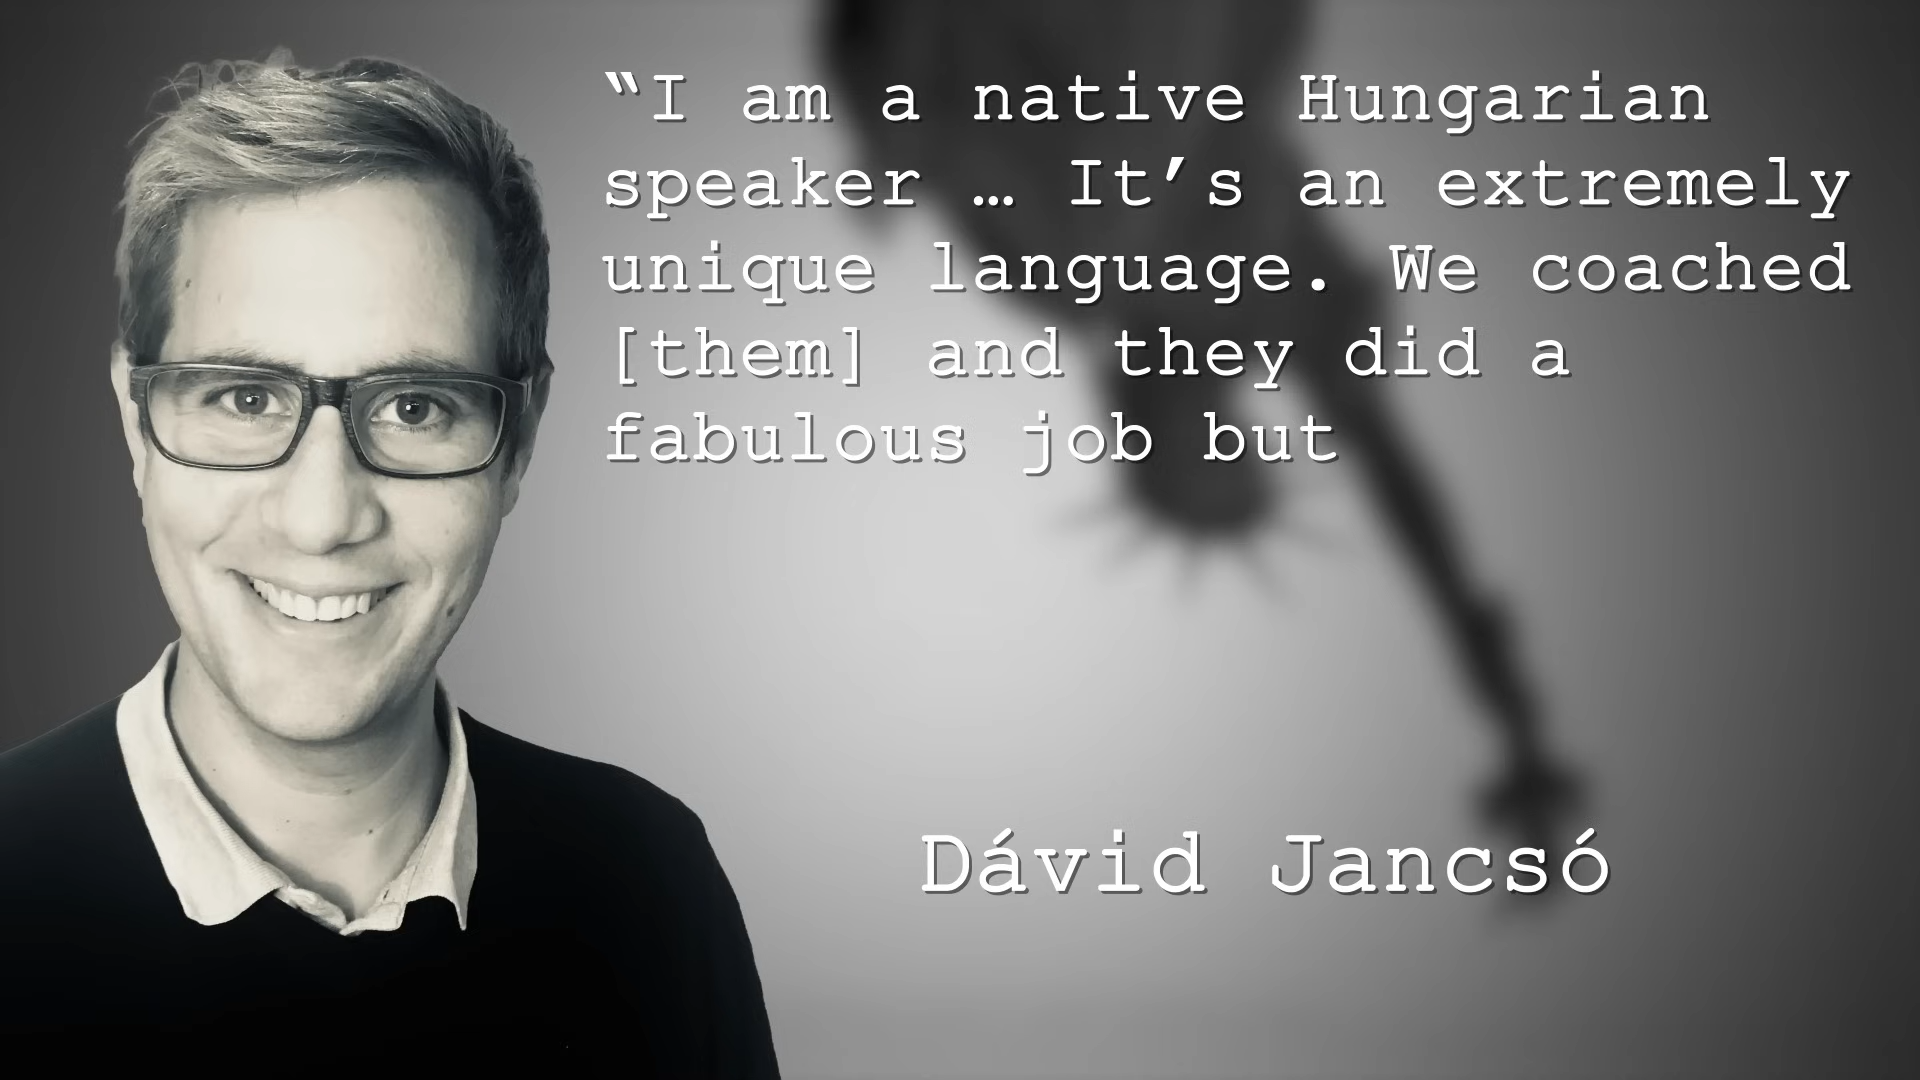 “I am a native Hungarian
speaker … It’s an extremely
unique language. We coached
[them] and they did a
fabulous job but
Dávid Jancsó